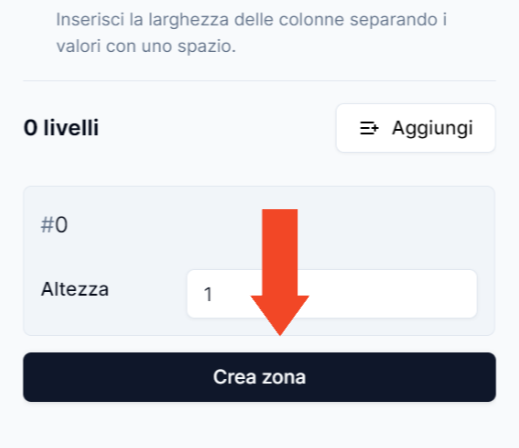 Inserisci la larghezza delle colonne separando i
valori con uno spazio.
0 livelli
Aggiungi
#0
Altezza
1
Crea zona